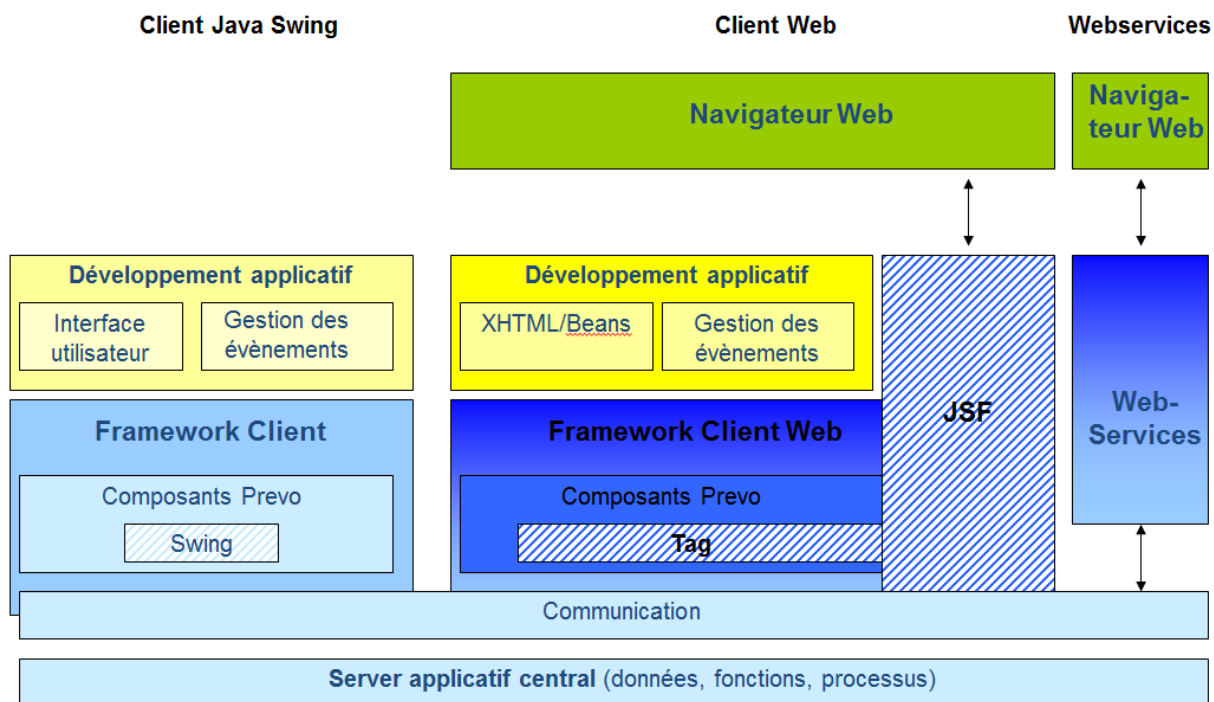 Client Java Swing
Client Web
Webservices
Navigateur Web
Naviga-
teur Web
Développement applicatif
Interface
utilisateur
Gestion des
évènements
Développement applicatif
XHTML/Beans
Gestion des
évènements
JSF
Web-
Services
Framework Client
Composants Prevo
Swing
Framework Client Web
Composants Prevo
Tag
Communication
Server applicatif central (données, fonctions, processus)